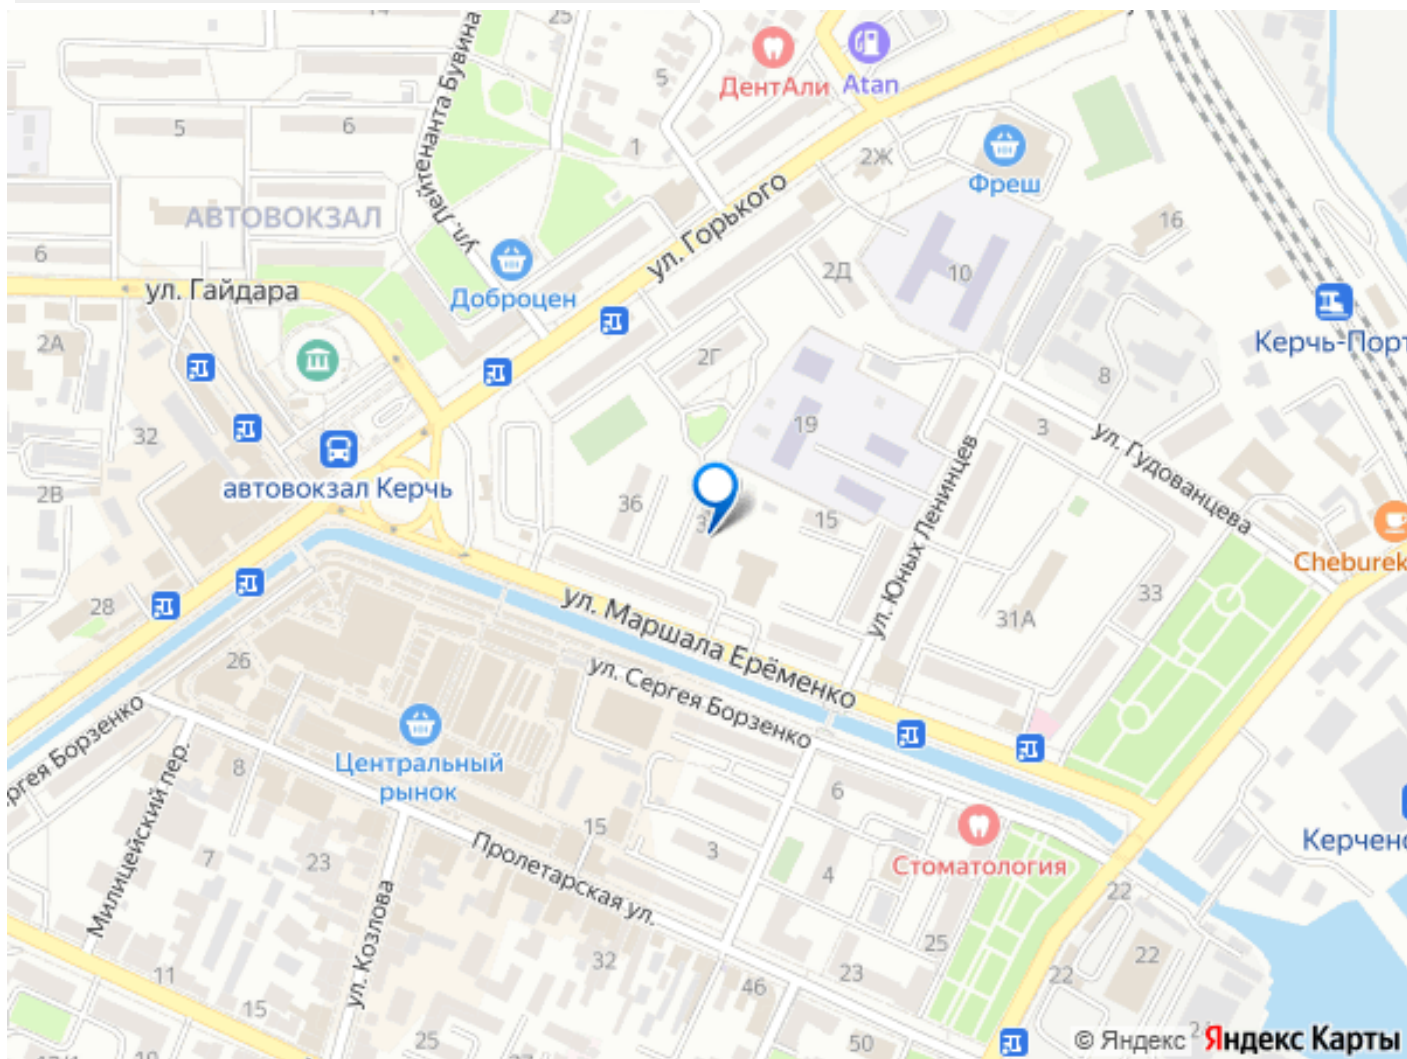 25
ул. Лейтенанта Бувина
5
ДентАли
Atan
5
6
1
2Ж
Фреш
АВТОВОКЗАЛ
ул. Горького
16
6
ул. Гайдара
Доброцен
2Д
10
Керчь-Порт
2А
2Г
8
32
19
3
ул. Гудованцева
2В
автовокзал Керчь
36
15
ул. Юных Ленинцев
Cheburek
28
ул. Маршала Ерёменко
31А
33
26
ул. Сергея Борзенко
ргея Борзенко
Центральный
рынок
8
6
Милицейский пер.
15
3
Стоматология
Керченс
7
23
Пролетарская ул.
4
22
ул. Козлова
25
32
23
22
22
11
15
46
25
50
© Яндекс Яндекс Карты